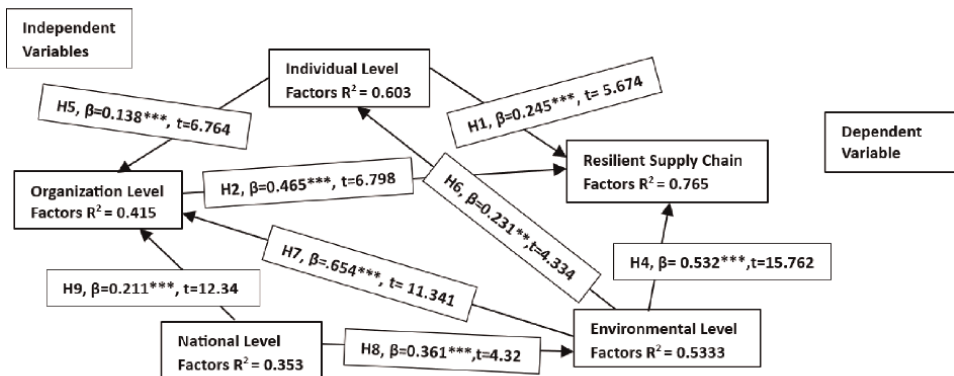 Independent
Variables
Individual Level
Factors R² = 0.603
H5, β=0.138***, t=6.764
H1, β=0.245***, t= 5.674
Dependent
Variable
Resilient Supply Chain
Factors R² = 0.765
Organization Level
Factors R² = 0.415
H2, β=0.465***, t=6.798
H6, β=0.231**,t=4.334
H7, β=.654***, t= 11.341
H4, β= 0.532***,t=15.762
H9, β=0.211***, t=12.34
National Level
Factors R² = 0.353
H8, β=0.361***,t=4.32
Environmental Level
Factors R² = 0.5333